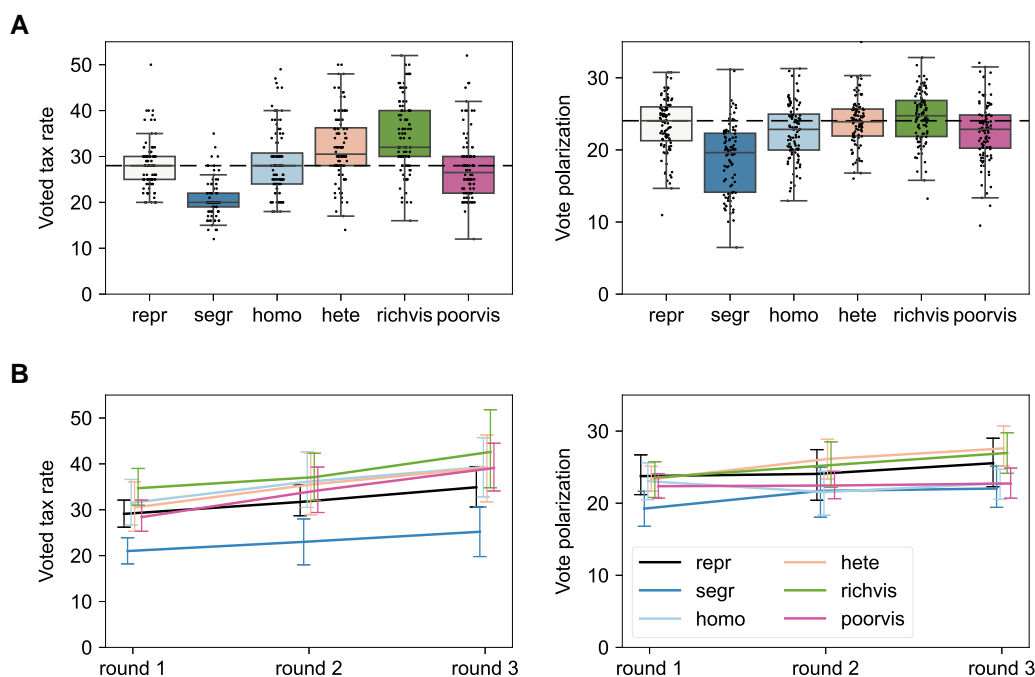 A
Voted tax rate
50
40
30
20
10
0
repr segr homo hete richvis poorvis
Vote polarization
30
20
10
0
repr segr homo hete richvis poorvis
B
Voted tax rate
50
40
30
20
10
0
round 1 round 2 round 3
Vote polarization
30
20
10
0
round 1 round 2 round 3
repr
segr
homo
hete
richvis
poorvis